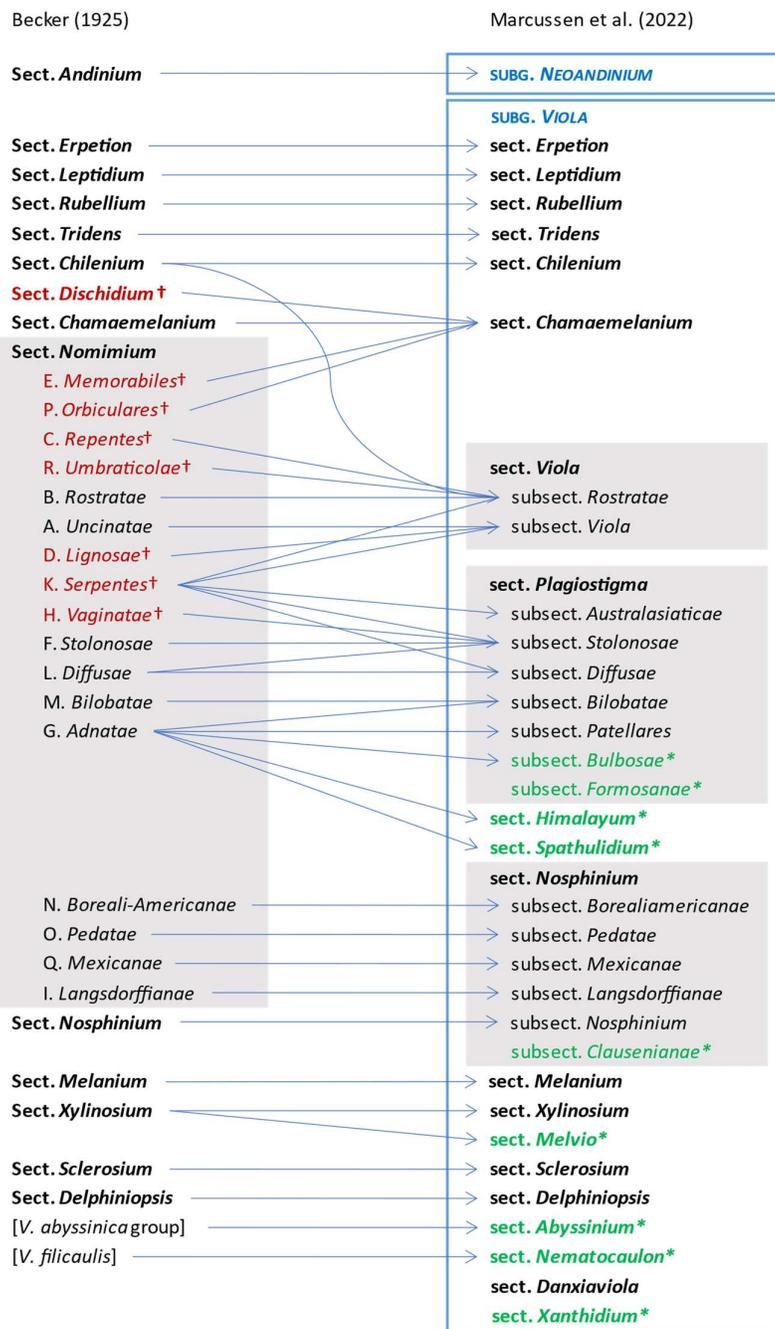 Becker (1925)
Marcussen et al. (2022)
Sect. Andinium
SUBG. NEOANDINIUM
SUBG. VIOLA
Sect. Erpetion
sect. Erpetion
Sect. Leptidium
sect. Leptidium
Sect. Rubellium
sect. Rubellium
Sect. Tridens
sect. Tridens
Sect. Chilenium
sect. Chilenium
Sect. Dischidium†
Sect. Chamaemelanium
sect. Chamaemelanium
Sect. Nomimium
E. Memorabiles†
P. Orbiculares†
C. Repentes†
R. Umbraticolae†
sect. Viola
B. Rostratae
subsect. Rostratae
A. Uncinatae
subsect. Viola
D. Lignosae†
K. Serpentes†
sect. Plagiostigma
H. Vaginatae†
subsect. Australasiaticae
F. Stolonosae
subsect. Stolonosae
L. Diffusae
subsect. Diffusae
M. Bilobatae
subsect. Bilobatae
G. Adnatae
subsect. Patellares
subsect. Bulbosae*
subsect. Formosanae*
sect. Himalayum*
sect. Spathulidium*
sect. Nosphinium
N. Boreali-Americanae
subsect. Borealiamericanae
O. Pedatae
subsect. Pedatae
Q. Mexicanae
subsect. Mexicanae
I. Langsdorffianae
subsect. Langsdorffianae
Sect. Nosphinium
subsect. Nosphinium
subsect. Clausenianae*
Sect. Melanium
sect. Melanium
Sect. Xylinosium
sect. Xylinosium
sect. Melvio*
Sect. Sclerosium
sect. Sclerosium
Sect. Delphiniopsis
sect. Delphiniopsis
[V. abyssinica group]
sect. Abyssinium*
[V. filicaulis]
sect. Nematocaulon*
sect. Danxiaviola
sect. Xanthidium*